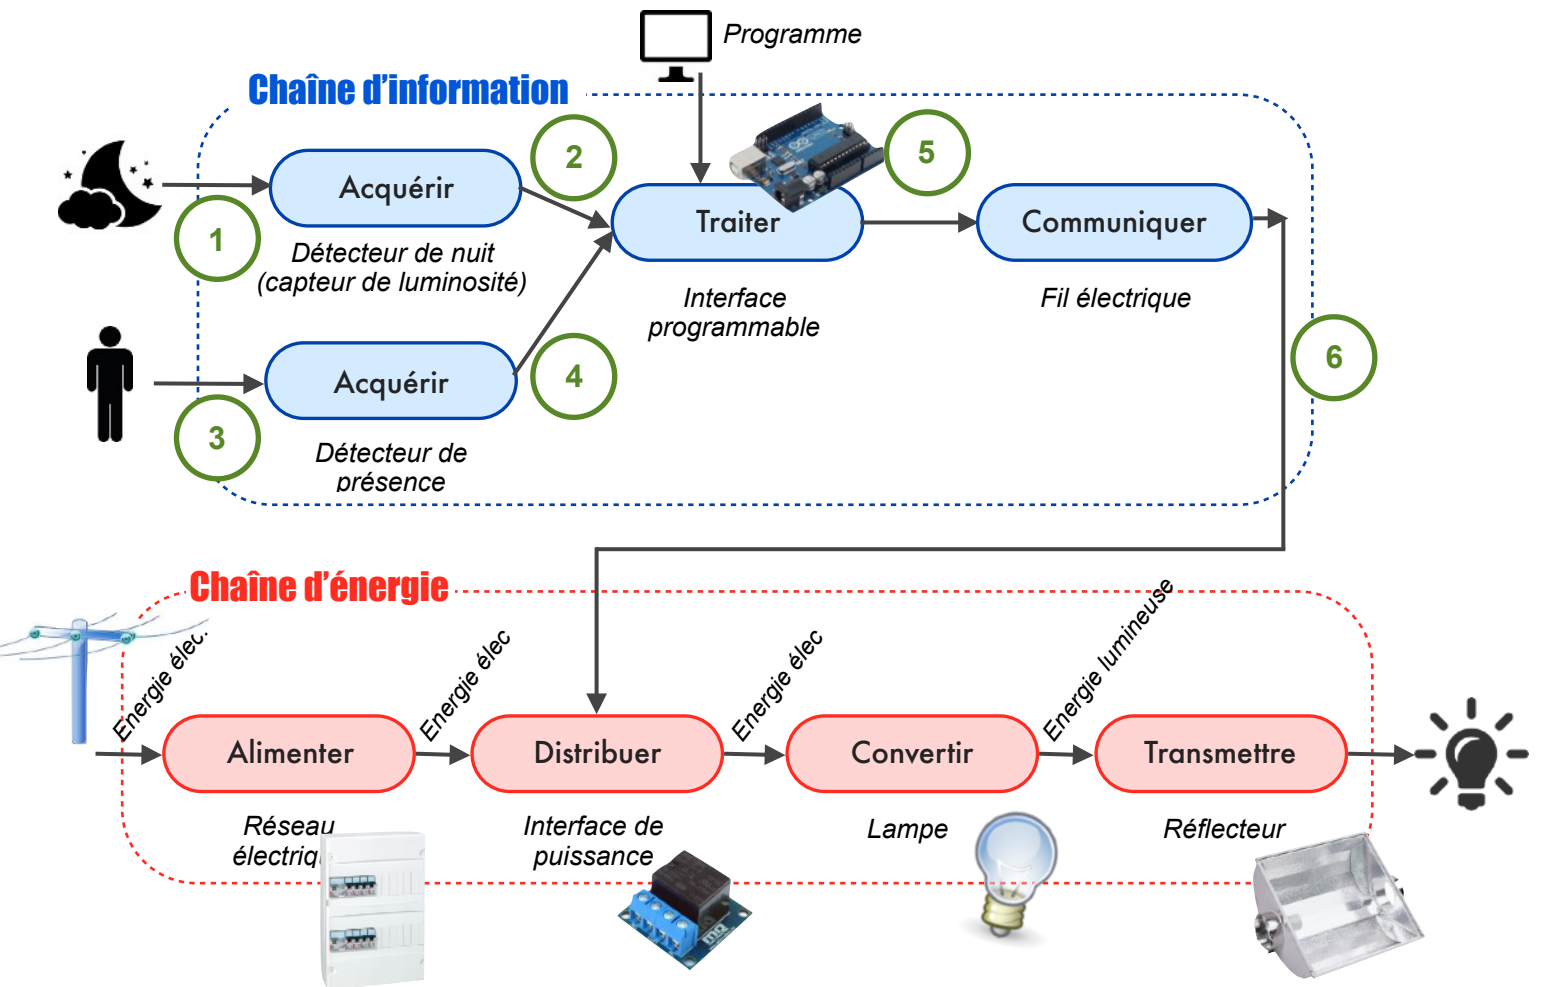 Programme
Chaîne d'information
2
5
Acquérir
Traiter
Communiquer
1
Détecteur de nuit
(capteur de luminosité)
Interface
programmable
Fil électrique
6
Acquérir
4
3
Détecteur de
présence
Chaîne d'énergie
Energie élec.
Energie élec
Energie élec
Energie lumineuse
Alimenter
Distribuer
Convertir
Transmettre
Réseau
électriq
Interface de
puissance
Lampe
Réflecteur